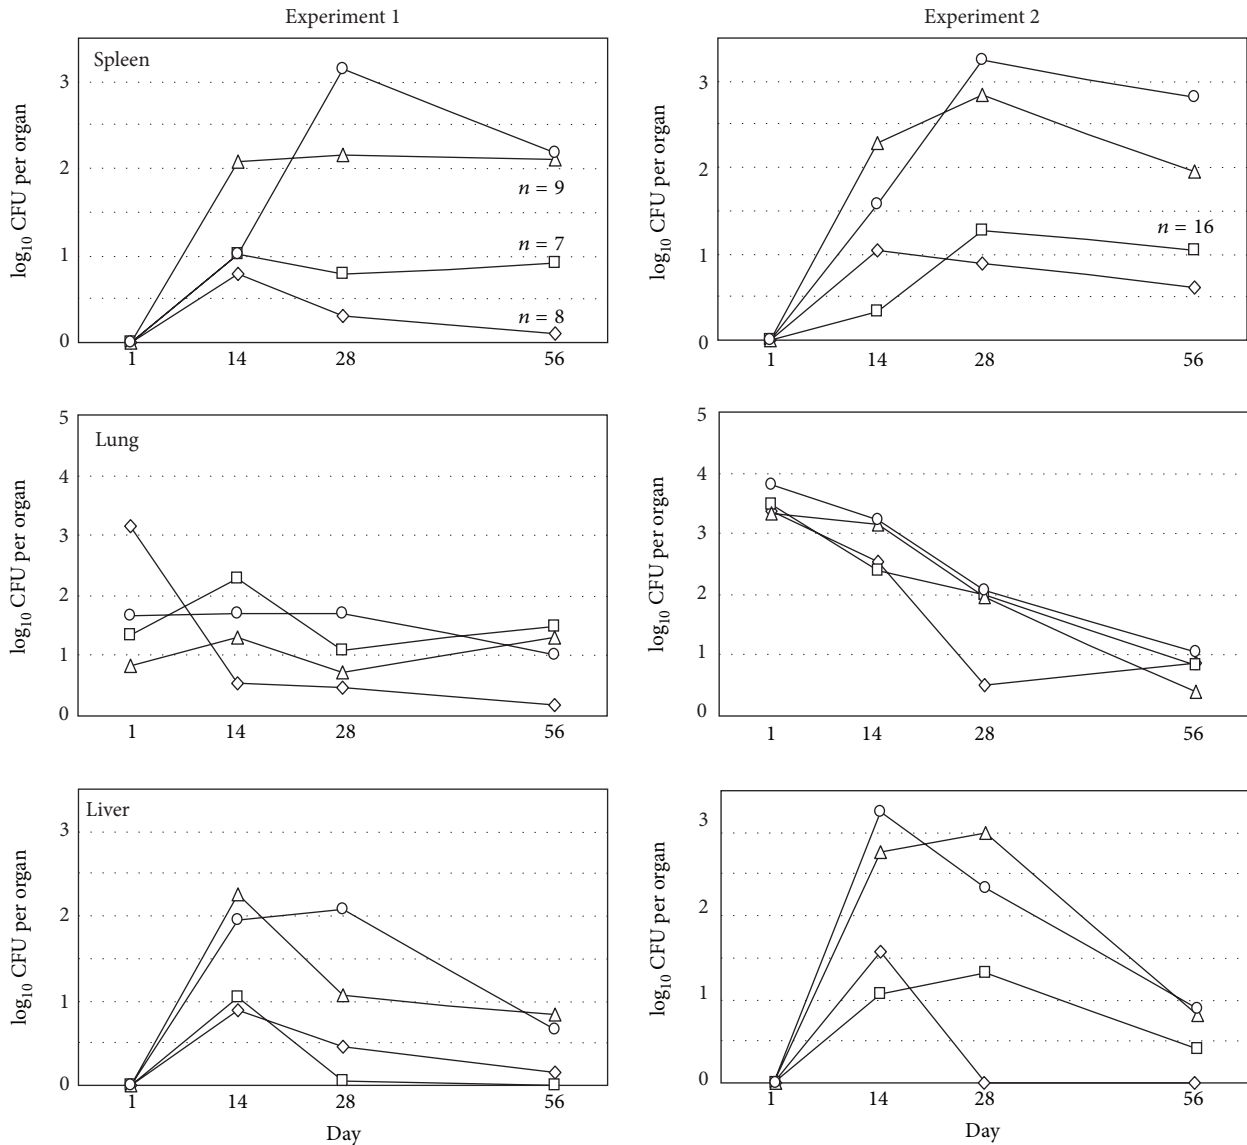 Experiment 1
Experiment 2
Spleen
log10 CFU per organ
3
2
1
0
n = 9
n = 7
n = 8
1 14 28 56
log10 CFU per organ
3
2
1
0
n = 16
1 14 28 56
Lung
log10 CFU per organ
5
4
3
2
1
0
1 14 28 56
log10 CFU per organ
5
4
3
2
1
0
1 14 28 56
Liver
log10 CFU per organ
3
2
1
0
1 14 28 56
Day
log10 CFU per organ
3
2
1
0
1 14 28 56
Day